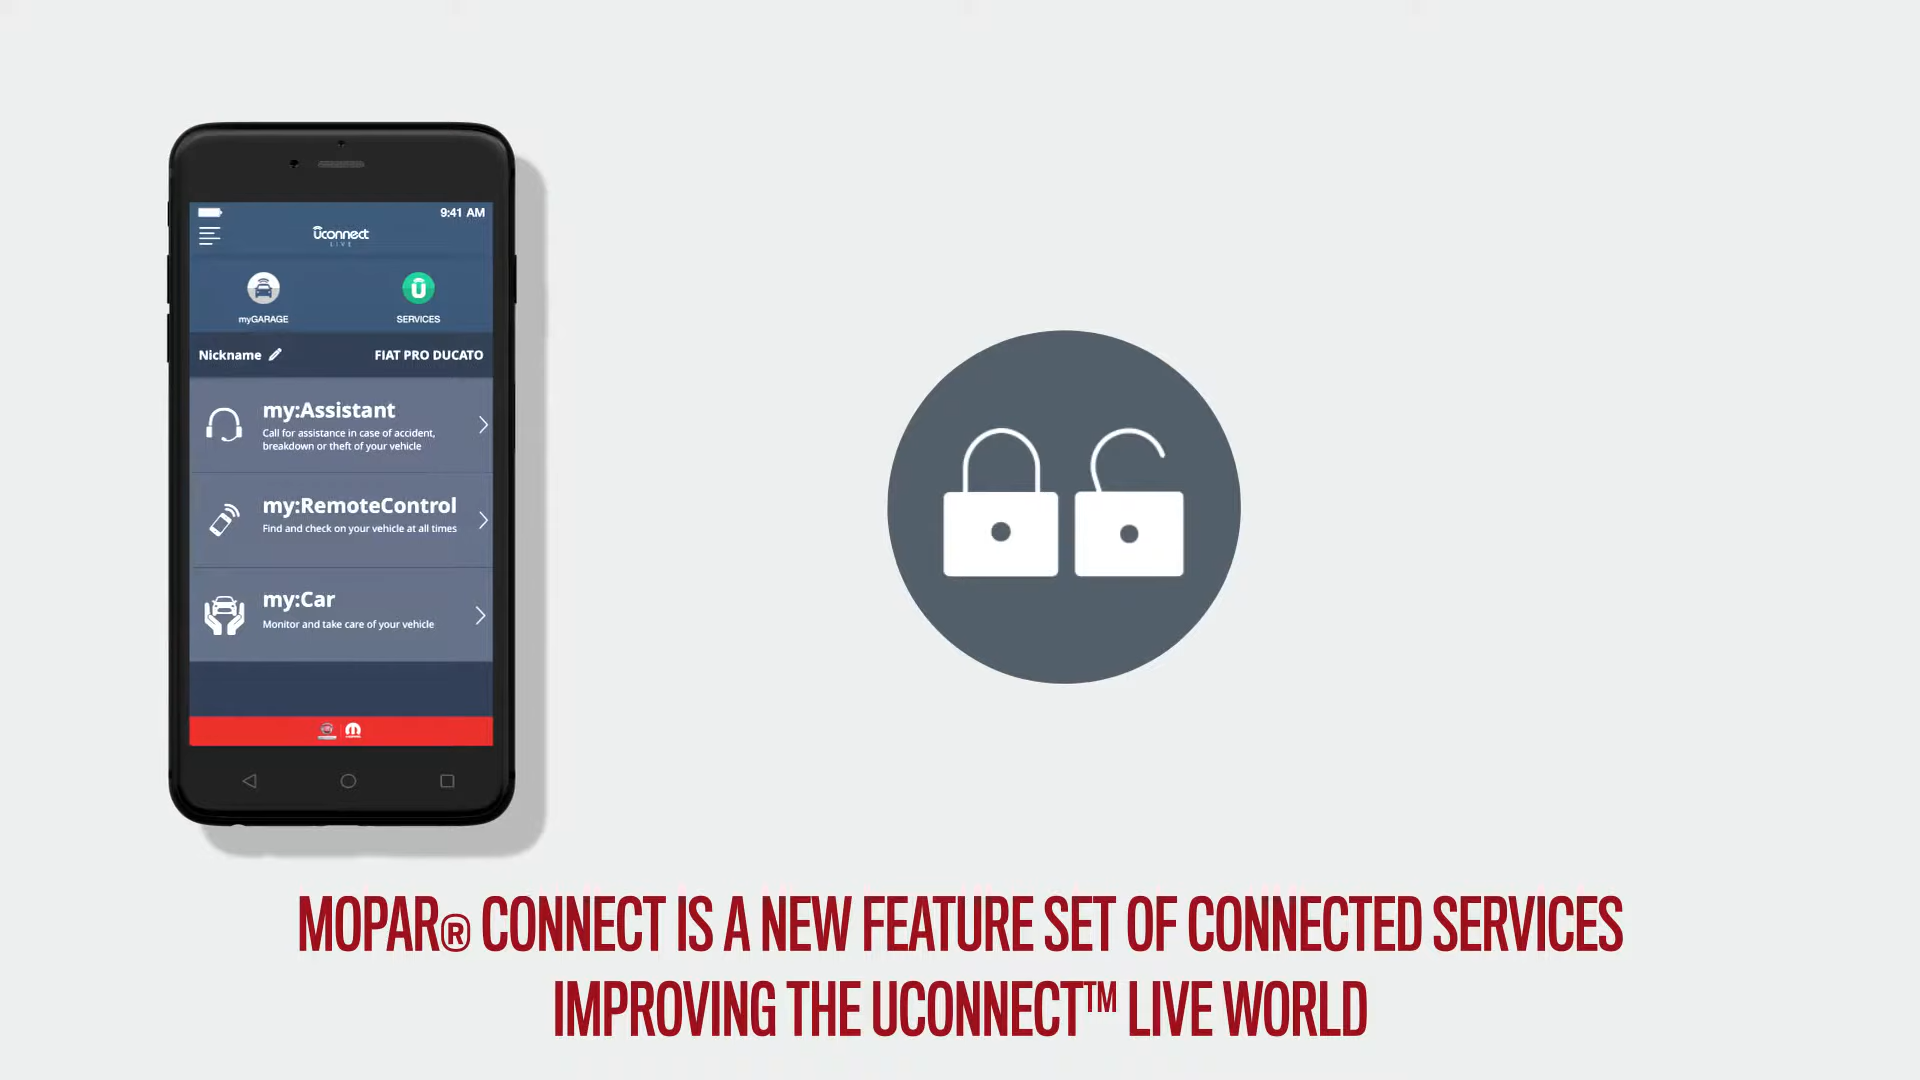 9:41 AM
uconnect
LIVE
myGARAGE
SERVICES
Nickname
FIAT PRO DUCATO
my:Assistant
Call for assistance in case of accident,
breakdown or theft of your vehicle
my:RemoteControl
Find and check on your vehicle at all times
my:Car
Monitor and take care of your vehicle
MOPAR® CONNECT IS A NEW FEATURE SET OF CONNECTED SERVICES
IMPROVING THE UCONNECT™ LIVE WORLD